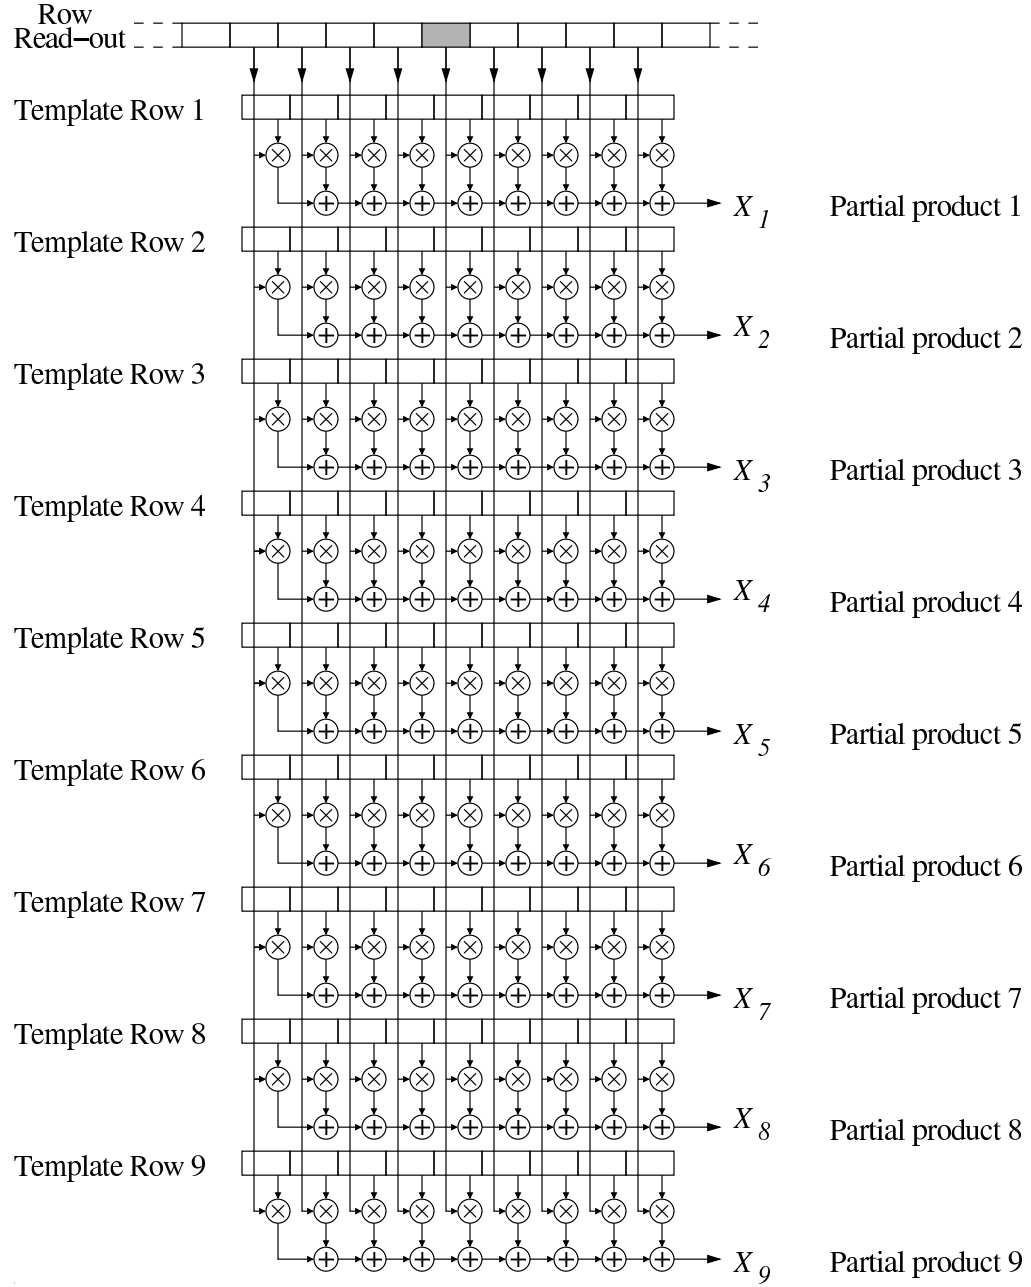 Row
Read-out
Template Row 1
X 1 Partial product 1
Template Row 2
X 2 Partial product 2
Template Row 3
X 3 Partial product 3
Template Row 4
X 4 Partial product 4
Template Row 5
X 5 Partial product 5
Template Row 6
X 6 Partial product 6
Template Row 7
X 7 Partial product 7
Template Row 8
X 8 Partial product 8
Template Row 9
X 9 Partial product 9